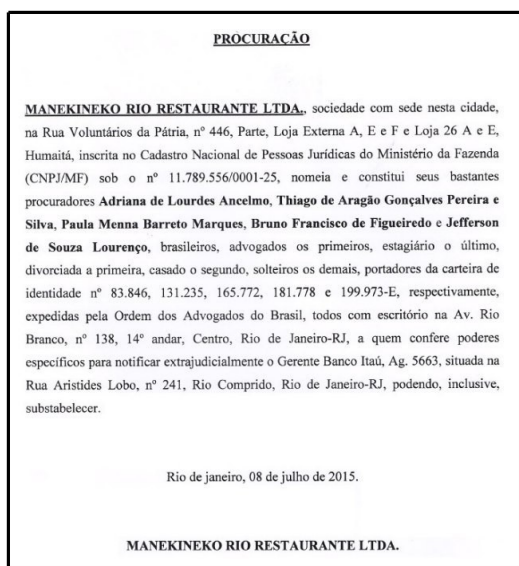 PROCURAÇÃO
MANEKINEKO RIO RESTAURANTE LTDA., sociedade com sede nesta cidade,
na Rua Voluntários da Pátria, nº 446, Parte, Loja Externa A, E e F e Loja 26 A e E,
Humaitá, inscrita no Cadastro Nacional de Pessoas Jurídicas do Ministério da Fazenda
(CNPJ/MF) sob o nº 11.789.556/0001-25, nomeia e constitui seus bastantes
procuradores Adriana de Lourdes Ancelmo, Thiago de Aragão Gonçalves Pereira e
Silva, Paula Menna Barreto Marques, Bruno Francisco de Figueiredo e Jefferson
de Souza Lourenço, brasileiros, advogados os primeiros, estagiário o último,
divorciada a primeira, casado o segundo, solteiros os demais, portadores da carteira de
identidade nº 83.846, 131.235, 165.772, 181.778 e 199.973-E, respectivamente,
expedidas pela Ordem dos Advogados do Brasil, todos com escritório na Av. Rio
Branco, nº 138, 14º andar, Centro, Rio de Janeiro-RJ, a quem confere poderes
específicos para notificar extrajudicialmente o Gerente Banco Itaú, Ag. 5663, situada na
Rua Aristides Lobo, nº 241, Rio Comprido, Rio de Janeiro-RJ, podendo, inclusive,
substabelecer.
Rio de janeiro, 08 de julho de 2015.
MANEKINEKO RIO RESTAURANTE LTDA.